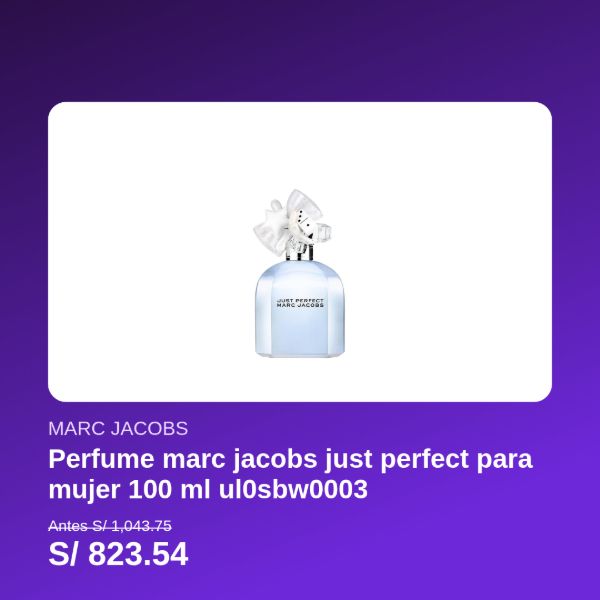 JUST PERFECT
MARC JACOBS
MARC JACOBS
Perfume marc jacobs just perfect para
mujer 100 ml ul0sbw0003
Antes S/ 1,043.75
S/ 823.54